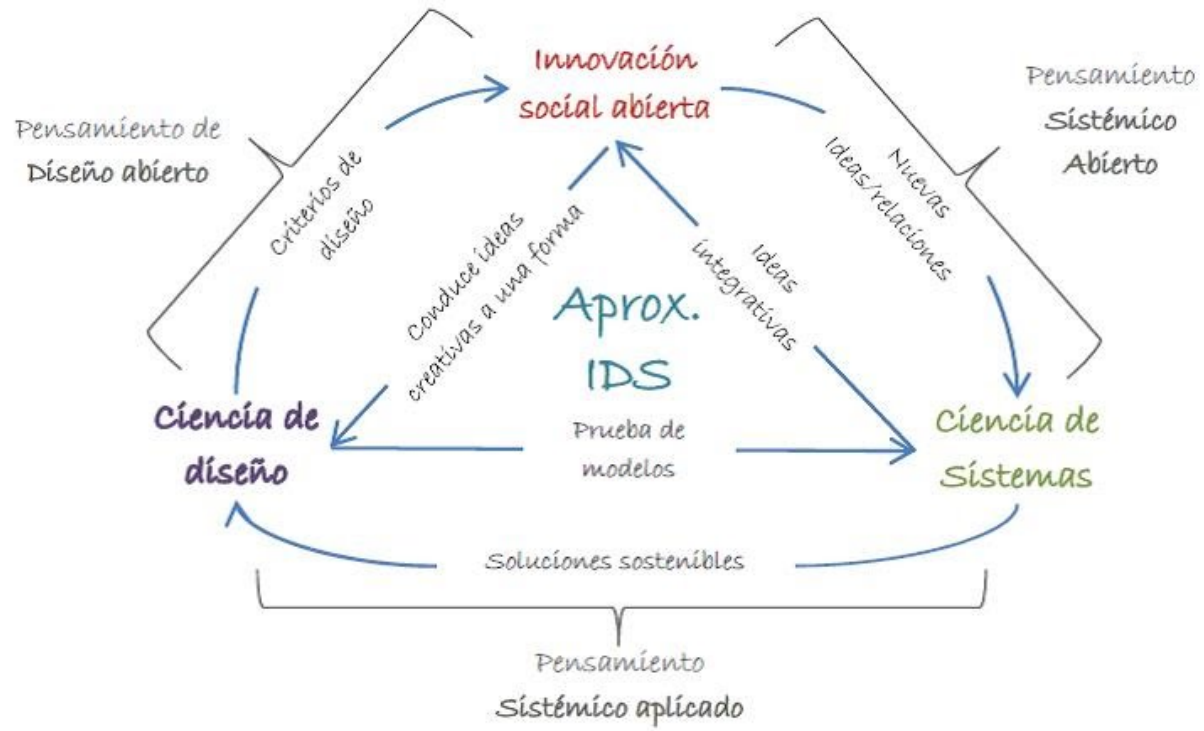 Innovación
social abierta
Pensamiento de
Diseño abierto
Pensamiento
Sistémico
Abierto
Criterios de
diseño
Conduce ideas
creativas a una forma
Ideas
integrativas
Nuevas
Ideas/relaciones
Aprox.
IDS
Ciencia de
diseño
Prueba de
modelos
Ciencia de
Sistemas
Soluciones sostenibles
Pensamiento
Sistémico aplicado